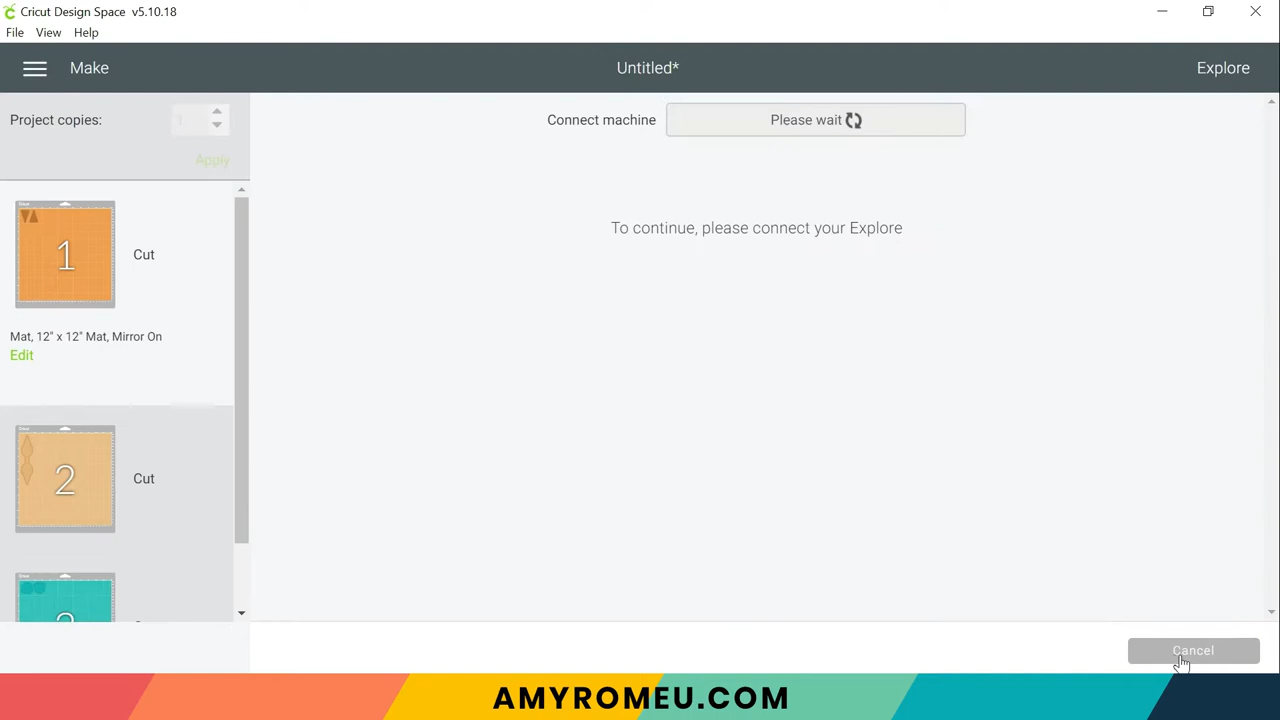 Cricut Design Space v5.10.18
File View Help
Make
Untitled*
Explore
Project copies:
1
Apply
Connect machine
Please wait
To continue, please connect your Explore
1
Cut
Mat, 12" x 12" Mat, Mirror On
Edit
2
Cut
Cancel
AMYROMEU.COM